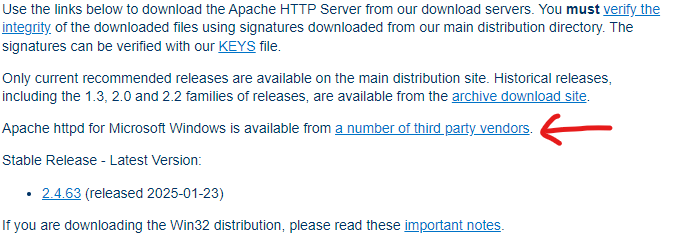 Use the links below to download the Apache HTTP Server from our download servers. You must verify the
integrity of the downloaded files using signatures downloaded from our main distribution directory. The
signatures can be verified with our KEYS file.
Only current recommended releases are available on the main distribution site. Historical releases,
including the 1.3, 2.0 and 2.2 families of releases, are available from the archive download site.
Apache httpd for Microsoft Windows is available from a number of third party vendors.
Stable Release - Latest Version:
• 2.4.63 (released 2025-01-23)
If you are downloading the Win32 distribution, please read these important notes.